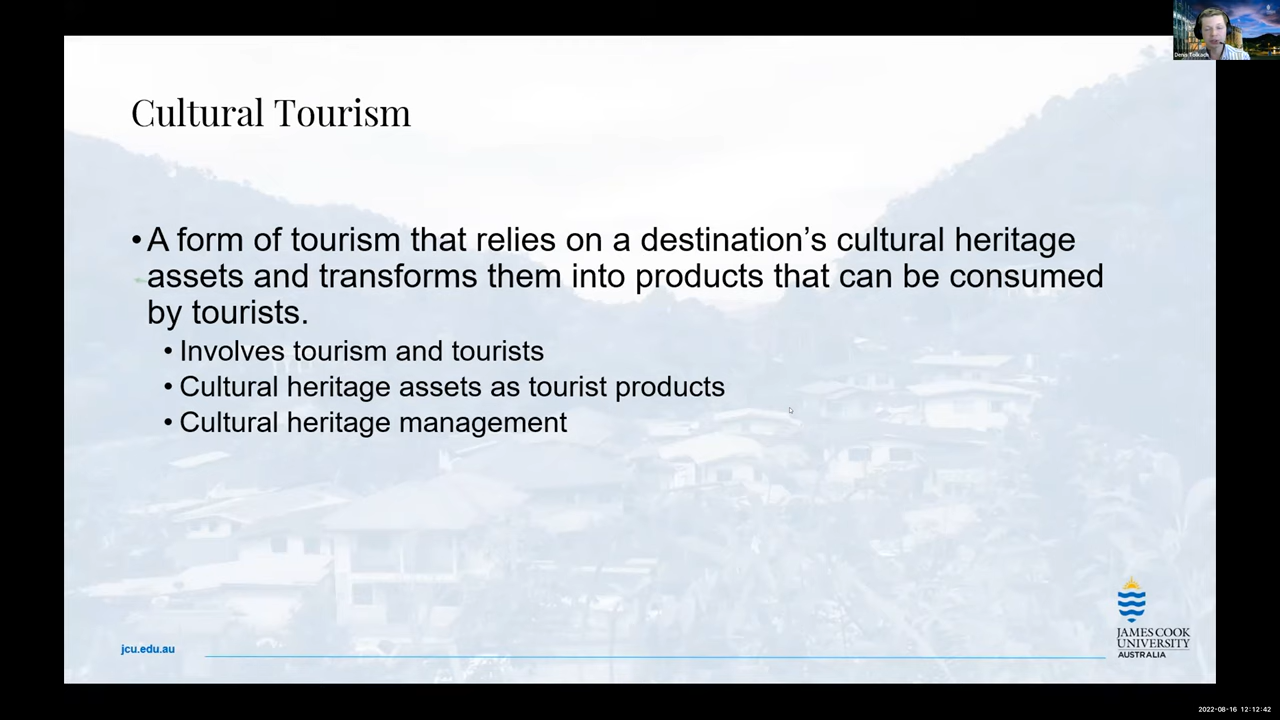 Denis Tolkach
Cultural Tourism
• A form of tourism that relies on a destination’s cultural heritage
assets and transforms them into products that can be consumed
by tourists.
• Involves tourism and tourists
• Cultural heritage assets as tourist products
• Cultural heritage management
jcu.edu.au
JAMES COOK
UNIVERSITY
AUSTRALIA
2022-08-16 12:12:42